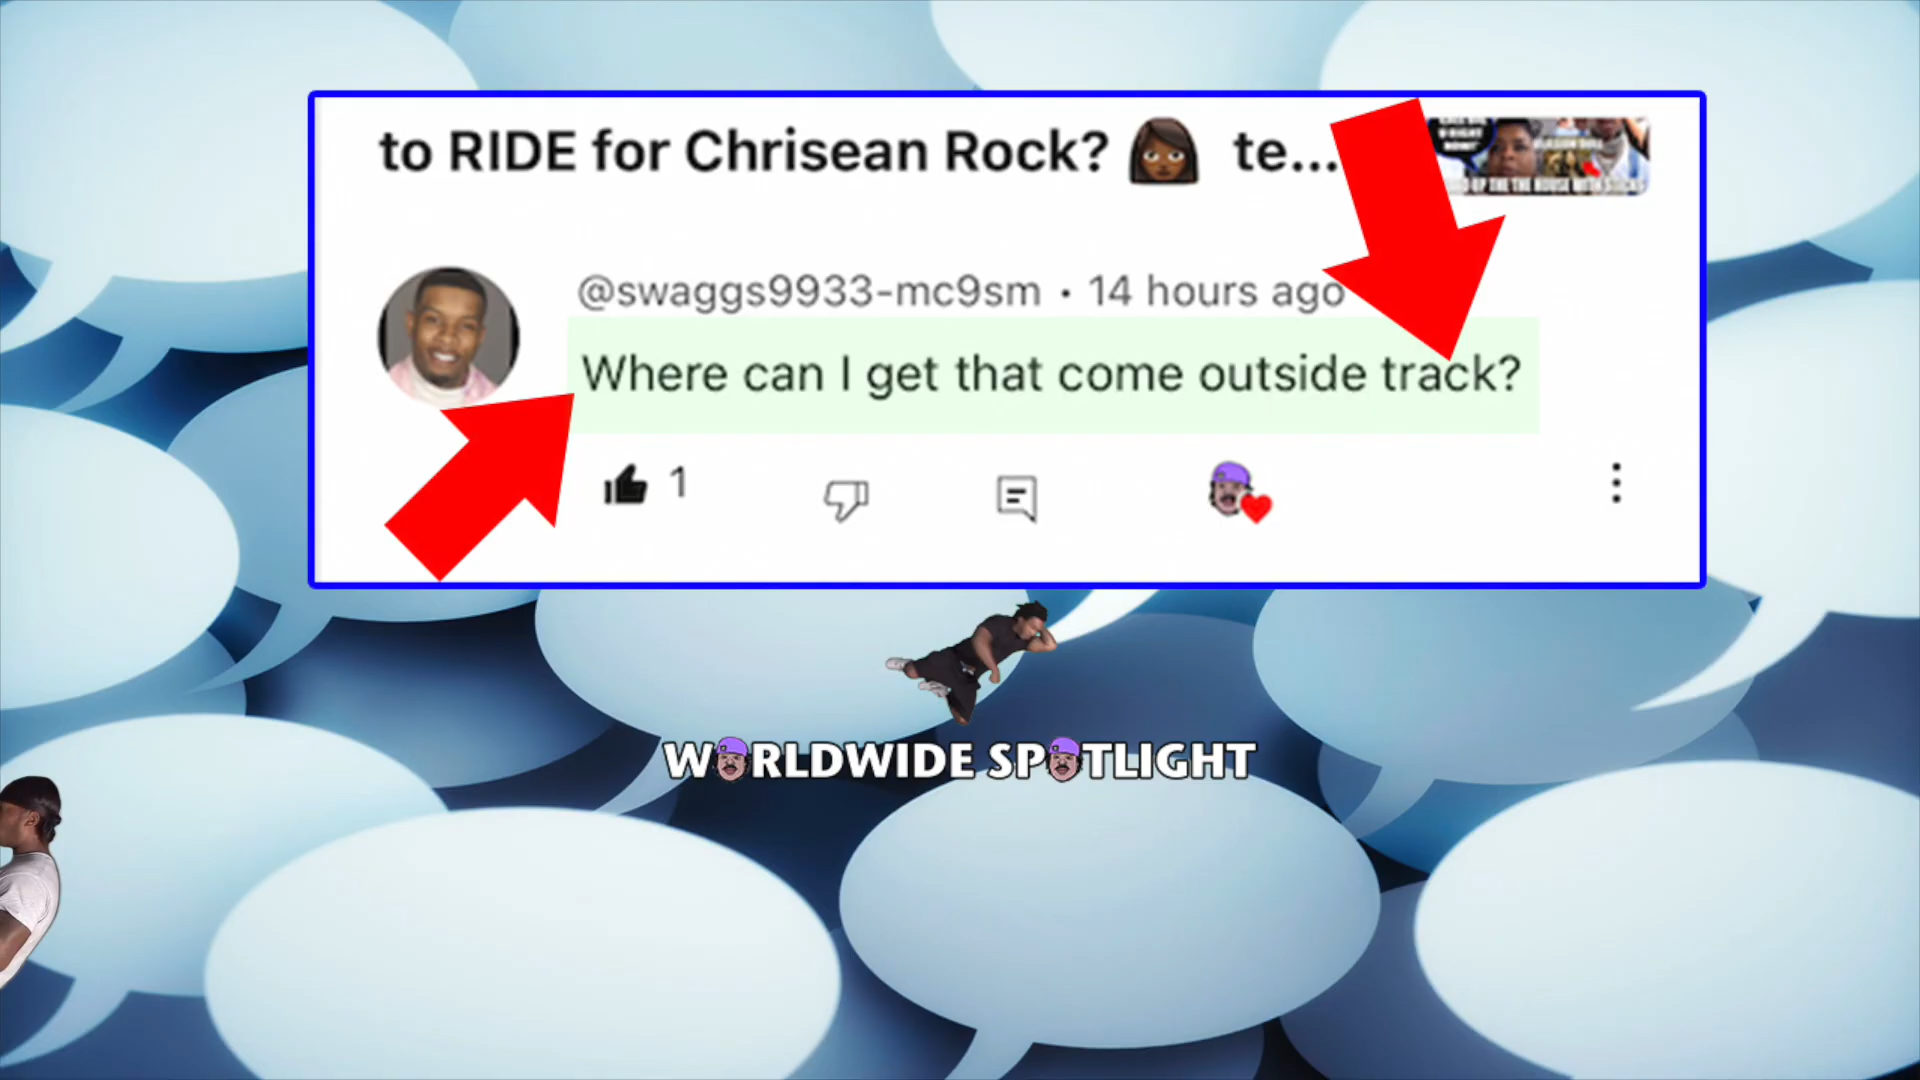 to RIDE for Chrisean Rock? 👩🏾 te...
@swaggs9933-mc9sm • 14 hours ago
Where can I get that come outside track?
1
WORLDWIDE SPOTLIGHT